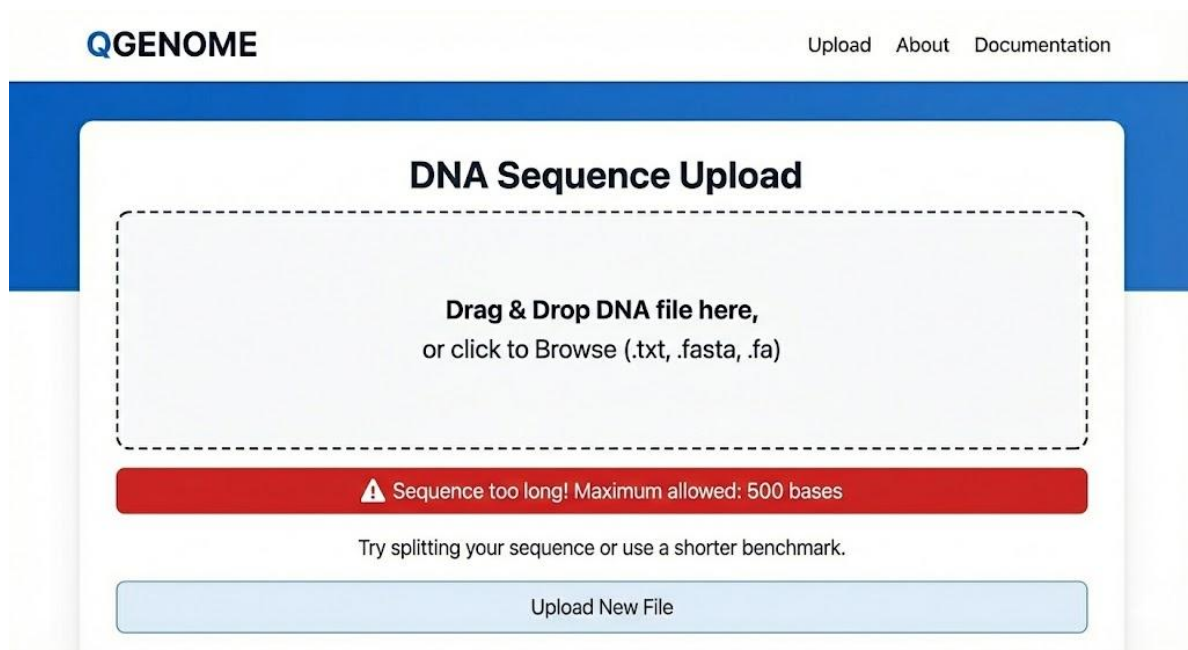 QGENOME
Upload About Documentation
DNA Sequence Upload
Drag & Drop DNA file here,
or click to Browse (.txt, .fasta, .fa)
Sequence too long! Maximum allowed: 500 bases
Try splitting your sequence or use a shorter benchmark.
Upload New File